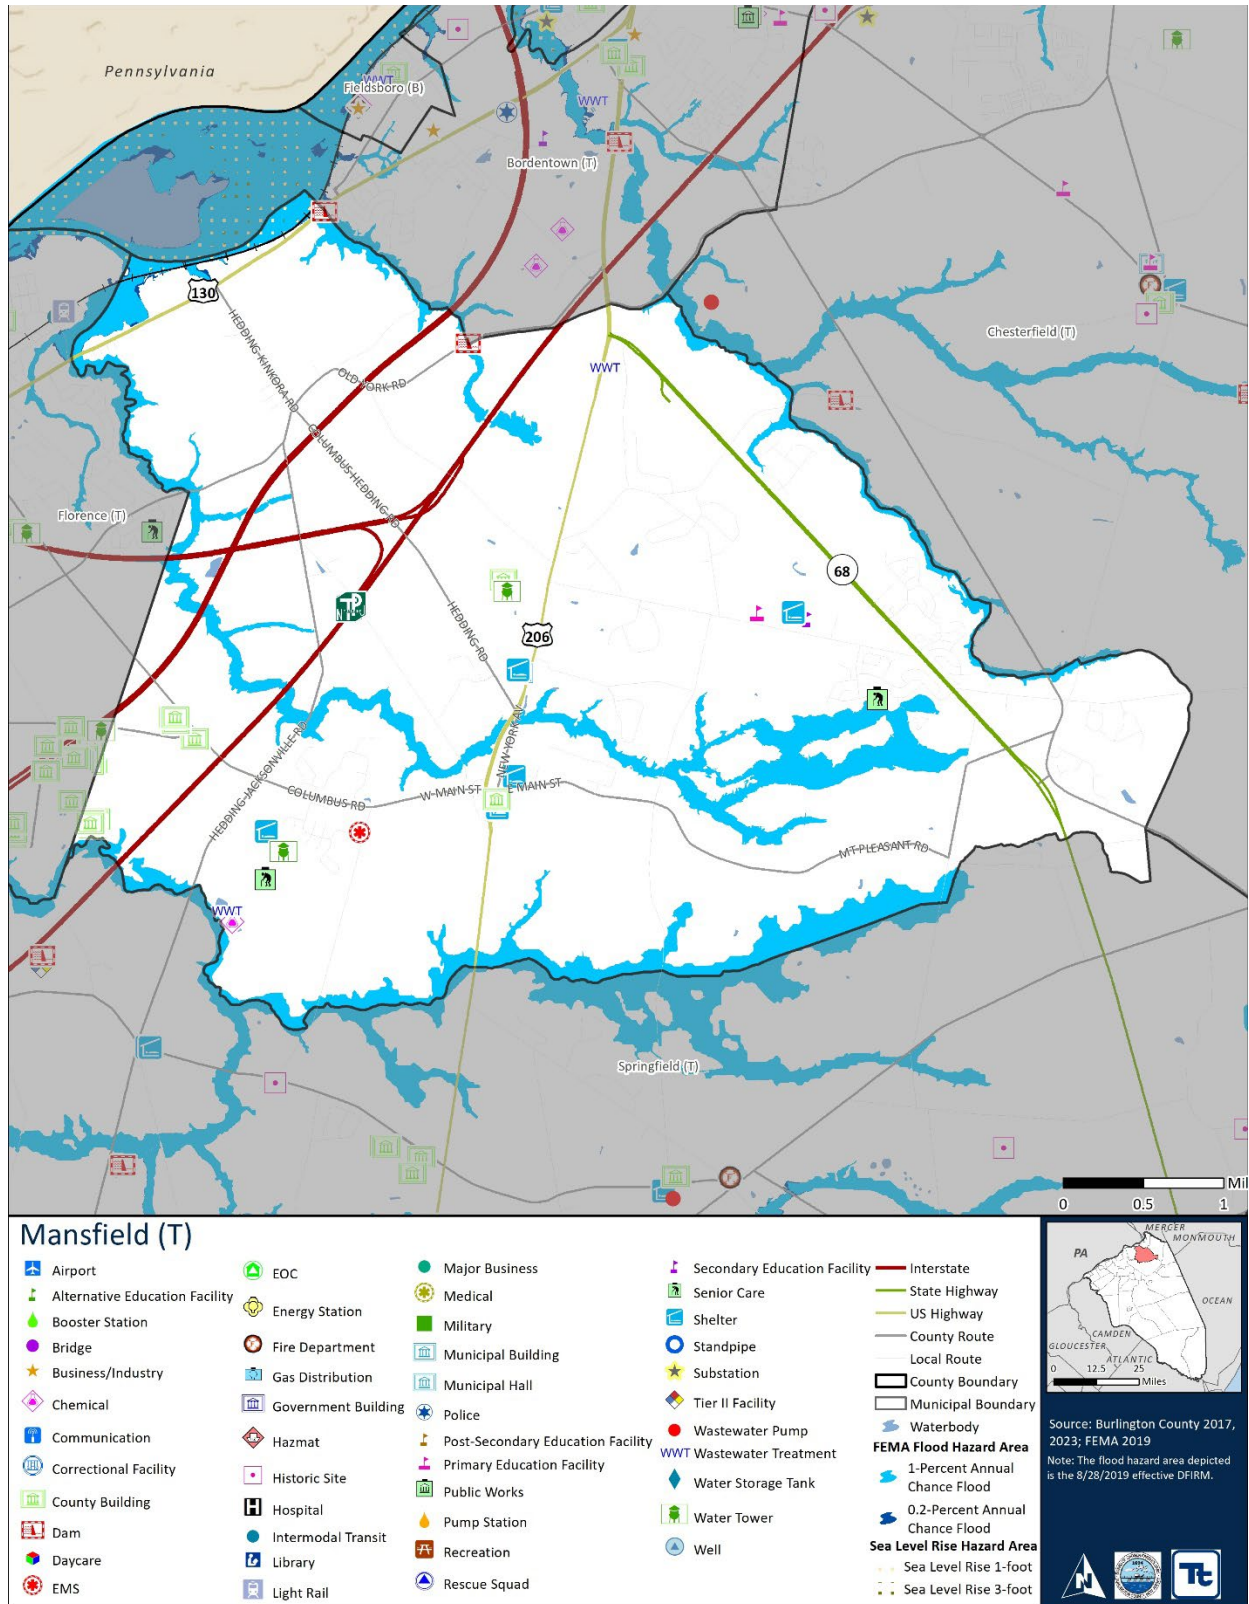 Pennsylvania
WWT
Fieldsboro (B)
WWT
Bordentown (T)
130
HEDDING-KINKORA RD
OLD YORK RD
Chesterfield (T)
WWT
COLUMBUS-HEDDING RD
Florence (T)
68
HEDDING RD
206
NEW YORK AV
HEDDING-JACKSONVILLE RD
COLUMBUS RD
W MAIN ST
E MAIN ST
MT PLEASANT RD
WWT
Springfield (T)
0 0.5 1
Mil
Mansfield (T)
Airport
Alternative Education Facility
Booster Station
Bridge
Business/Industry
Chemical
Communication
Correctional Facility
County Building
Dam
Daycare
EMS
EOC
Energy Station
Fire Department
Gas Distribution
Government Building
Hazmat
Historic Site
Hospital
Intermodal Transit
Library
Light Rail
Major Business
Medical
Military
Municipal Building
Municipal Hall
Police
Post-Secondary Education Facility
Primary Education Facility
Public Works
Pump Station
Recreation
Rescue Squad
Secondary Education Facility
Senior Care
Shelter
Standpipe
Substation
Tier II Facility
Wastewater Pump
WWT Wastewater Treatment
Water Storage Tank
Water Tower
Well
Interstate
State Highway
US Highway
County Route
Local Route
County Boundary
Municipal Boundary
Waterbody
FEMA Flood Hazard Area
1-Percent Annual
Chance Flood
0.2-Percent Annual
Chance Flood
Sea Level Rise Hazard Area
Sea Level Rise 1-foot
Sea Level Rise 3-foot
MERCER
MONMOUTH
PA
OCEAN
CAMDEN
GLOUCESTER
ATLANTIC
0 12.5 25
Miles
Source: Burlington County 2017,
2023; FEMA 2019
Note: The flood hazard area depicted
is the 8/28/2019 effective DFIRM.
N
Tt